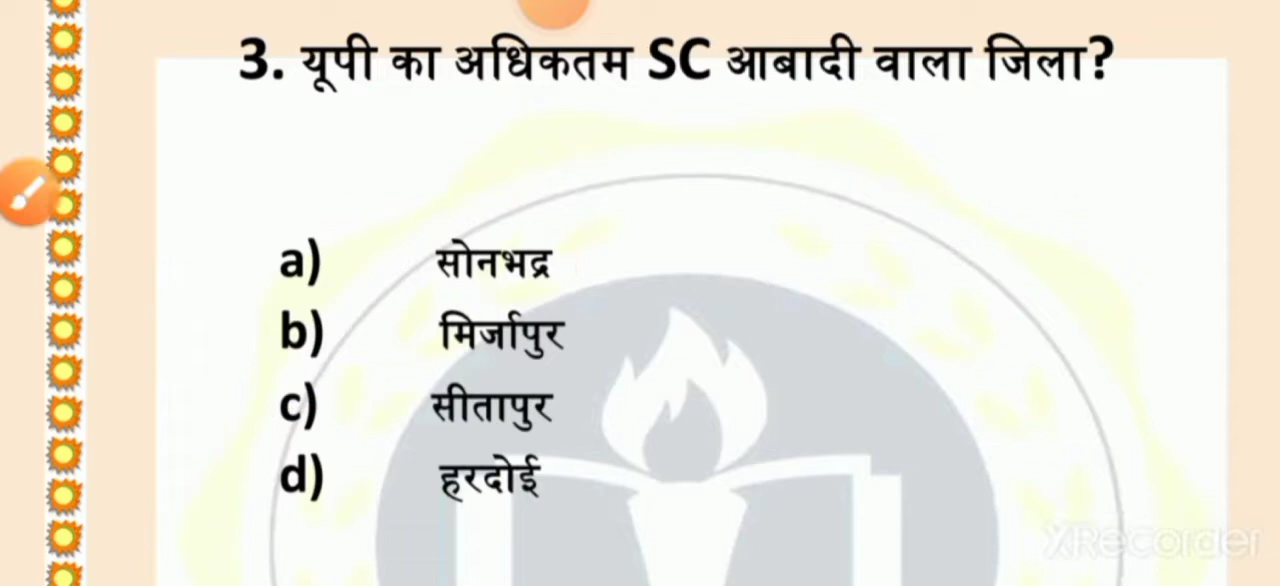 3. यूपी का अधिकतम SC आबादी वाला जिला?
a) सोनभद्र
b) मिर्जापुर
c) सीतापुर
d) हरदोई
XRecorder